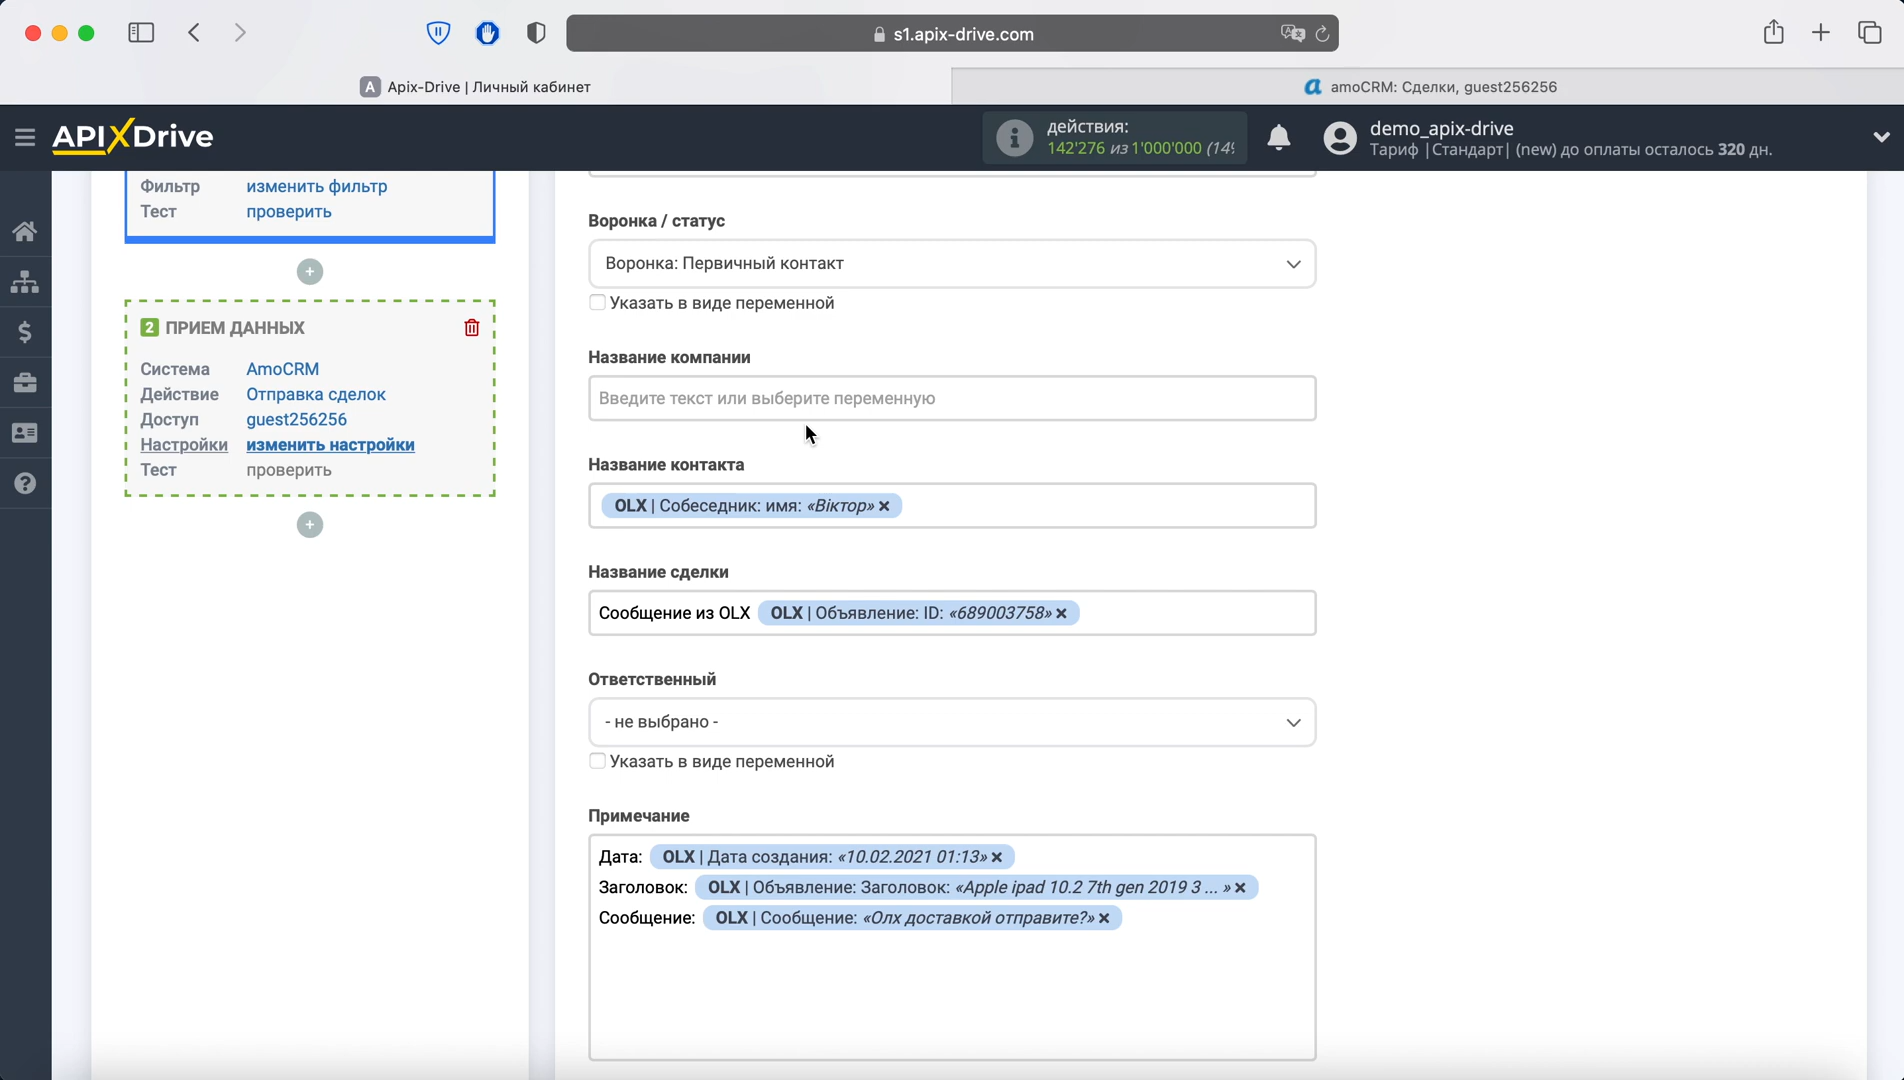 s1.apix-drive.com
A Apix-Drive | Личный кабинет
amoCRM: Сделки, guest256256
APIXDrive
действия:
142'276 из 1'000'000 (14
demo_apix-drive
Тариф |Стандарт| (new) до оплаты осталось 320 дн.
Фильтр изменить фильтр
Тест проверить
2 ПРИЕМ ДАННЫХ
Система AmoCRM
Действие Отправка сделок
Доступ guest256256
Настройки изменить настройки
Тест проверить
Воронка / статус
Воронка: Первичный контакт
Указать в виде переменной
Название компании
Введите текст или выберите переменную
Название контакта
OLX | Собеседник: имя: «Віктор» ×
Название сделки
Сообщение из OLX OLX | Объявление: ID: «689003758» ×
Ответственный
- не выбрано -
Указать в виде переменной
Примечание
Дата: OLX | Дата создания: «10.02.2021 01:13» ×
Заголовок: OLX | Объявление: Заголовок: «Apple ipad 10.2 7th gen 2019 3 ... » ×
Сообщение: OLX | Сообщение: «Олх доставкой отправите?» ×